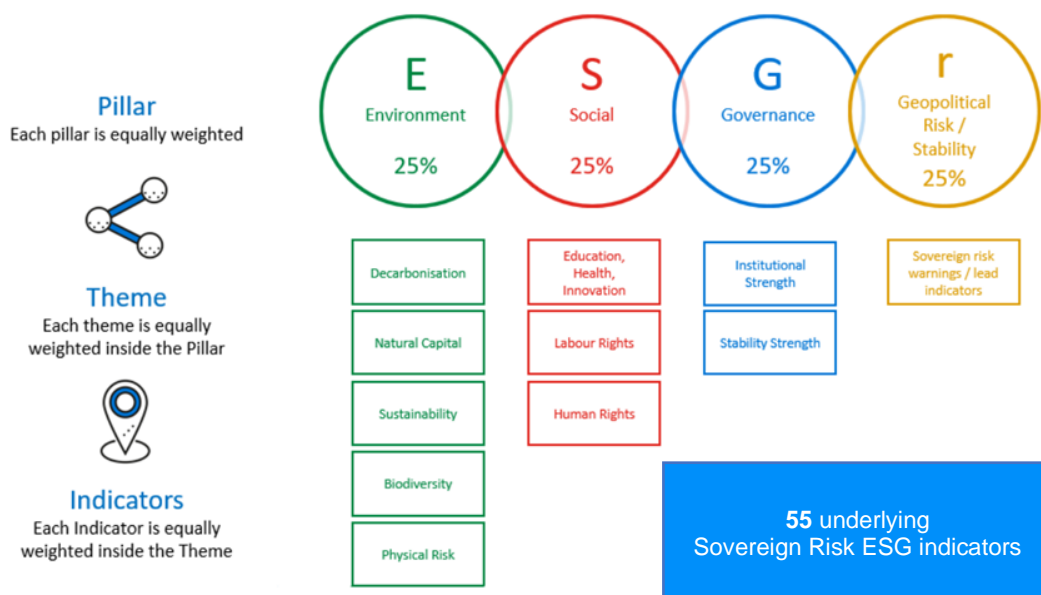 Pillar
Each pillar is equally weighted
Theme
Each theme is equally
weighted inside the Pillar
Indicators
Each Indicator is equally
weighted inside the Theme
E
Environment
25%
S
Social
25%
G
Governance
25%
r
Geopolitical
Risk /
Stability
25%
Decarbonisation
Natural Capital
Sustainability
Biodiversity
Physical Risk
Education,
Health,
Innovation
Labour Rights
Human Rights
Institutional
Strength
Stability Strength
Sovereign risk
warnings / lead
indicators
55 underlying
Sovereign Risk ESG indicators